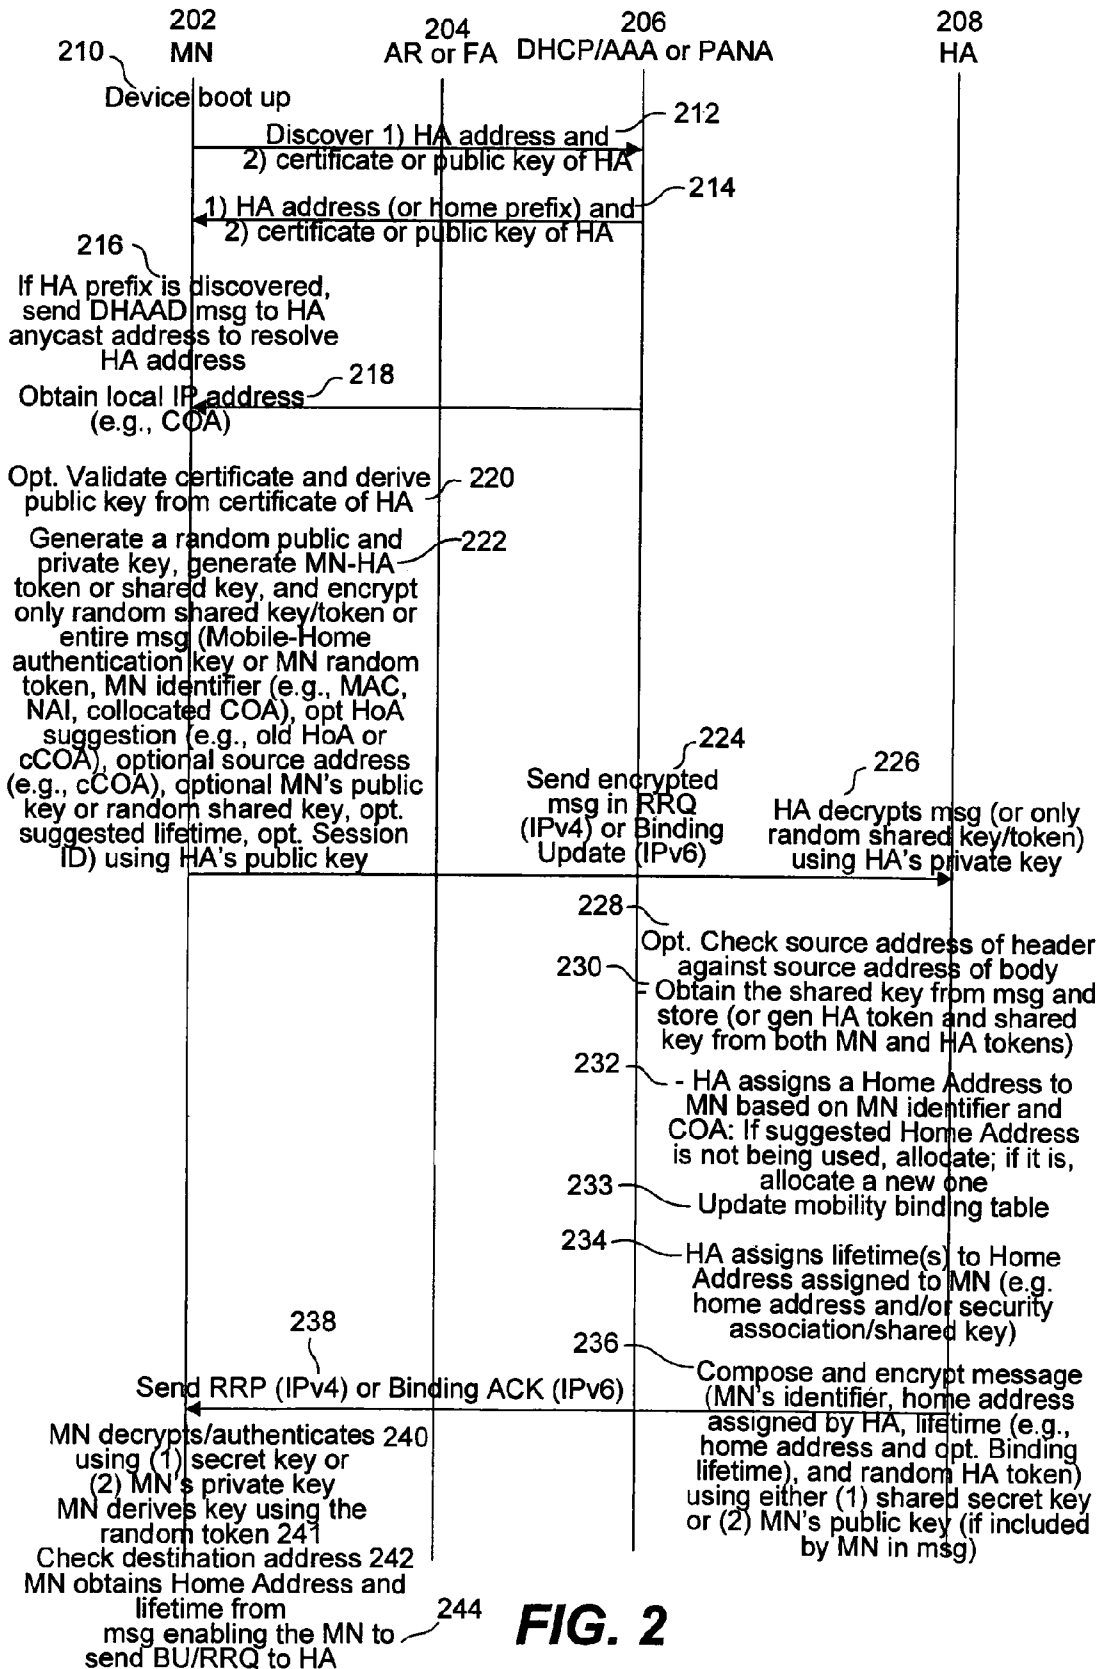 202
MN
204
AR or FA
206
DHCP/AAA or PANA
208
HA
210
Device boot up
212
Discover 1) HA address and
2) certificate or public key of HA
214
1) HA address (or home prefix) and
2) certificate or public key of HA
216
If HA prefix is discovered,
send DHAAD msg to HA
anycast address to resolve
HA address
218
Obtain local IP address
(e.g., COA)
Opt. Validate certificate and derive
public key from certificate of HA
220
Generate a random public and
private key, generate MN-HA
token or shared key, and encrypt
only random shared key/token or
entire msg (Mobile-Home
authentication key or MN random
token, MN identifier (e.g., MAC,
NAI, collocated COA), opt HoA
suggestion (e.g., old HoA or
cCOA), optional source address
(e.g., cCOA), optional MN's public
key or random shared key, opt.
suggested lifetime, opt. Session
ID) using HA's public key
222
224
Send encrypted
msg in RRQ
(IPv4) or Binding
Update (IPv6)
226
HA decrypts msg (or only
random shared key/token)
using HA's private key
228
Opt. Check source address of header
against source address of body
230
- Obtain the shared key from msg and
store (or gen HA token and shared
key from both MN and HA tokens)
232
- HA assigns a Home Address to
MN based on MN identifier and
COA: If suggested Home Address
is not being used, allocate; if it is,
allocate a new one
233
Update mobility binding table
234
HA assigns lifetime(s) to Home
Address assigned to MN (e.g.
home address and/or security
association/shared key)
236
Compose and encrypt message
(MN's identifier, home address
assigned by HA, lifetime (e.g.,
home address and opt. Binding
lifetime), and random HA token)
using either (1) shared secret key
or (2) MN's public key (if included
by MN in msg)
238
Send RRP (IPv4) or Binding ACK (IPv6)
MN decrypts/authenticates 240
using (1) secret key or
(2) MN's private key
MN derives key using the
random token 241
Check destination address 242
MN obtains Home Address and
lifetime from
msg enabling the MN to
send BU/RRQ to HA
244
FIG. 2